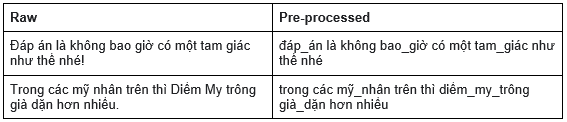 Raw
Pre-processed
Đáp án là không bao giờ có một tam giác
như thế nhé!
đáp_án là không bao_giờ có một tam_giác như
thế nhé
Trong các mỹ nhân trên thì Diễm My trông
già dặn hơn nhiều.
trong các mỹ_nhân trên thì diễm_my_trông
già_dặn hơn nhiều